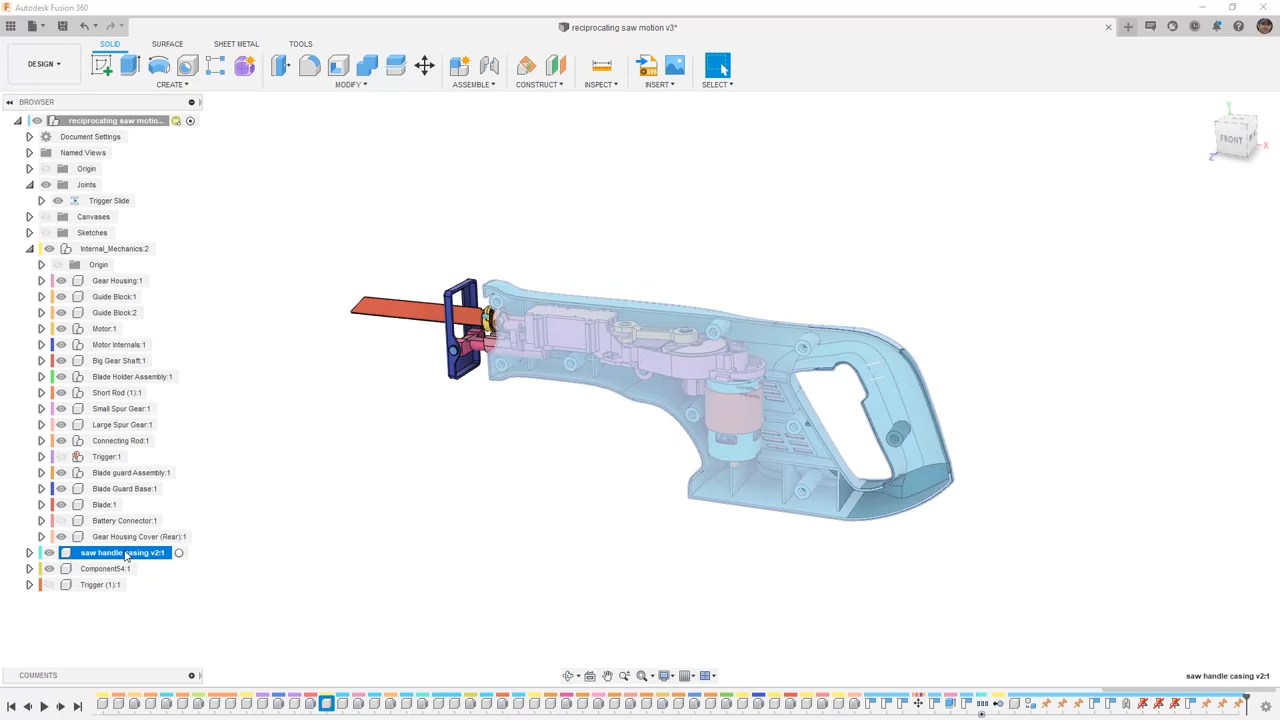 Autodesk Fusion 360
reciprocating saw motion v3*
DESIGN
SOLID
SURFACE
SHEET METAL
TOOLS
CREATE
MODIFY
ASSEMBLE
CONSTRUCT
INSPECT
INSERT
SELECT
BROWSER
reciprocating saw motio...
Document Settings
Named Views
Origin
Joints
Trigger Slide
Canvases
Sketches
Internal_Mechanics:2
Origin
Gear Housing:1
Guide Block:1
Guide Block:2
Motor:1
Motor Internals:1
Big Gear Shaft:1
Blade Holder Assembly:1
Short Rod (1):1
Small Spur Gear:1
Large Spur Gear:1
Connecting Rod:1
Trigger:1
Blade guard Assembly:1
Blade Guard Base:1
Blade:1
Battery Connector:1
Gear Housing Cover (Rear):1
saw handle casing v2:1
Component54:1
Trigger (1):1
FRONT
Y
X
Z
COMMENTS
saw handle casing v2:1